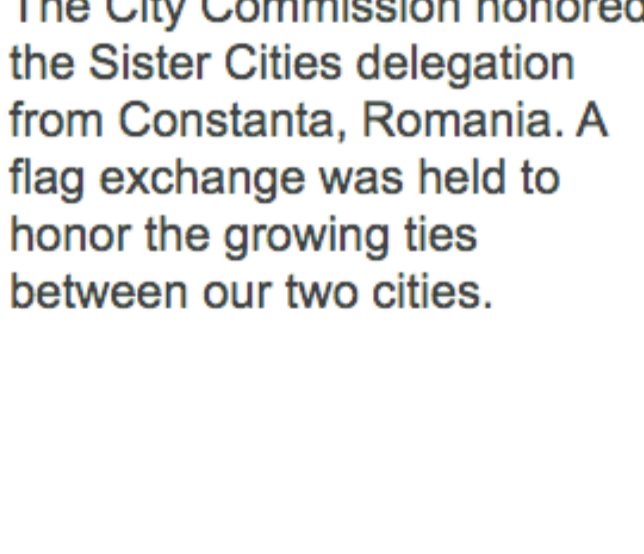 The City Commission honored
the Sister Cities delegation
from Constanta, Romania. A
flag exchange was held to
honor the growing ties
between our two cities.